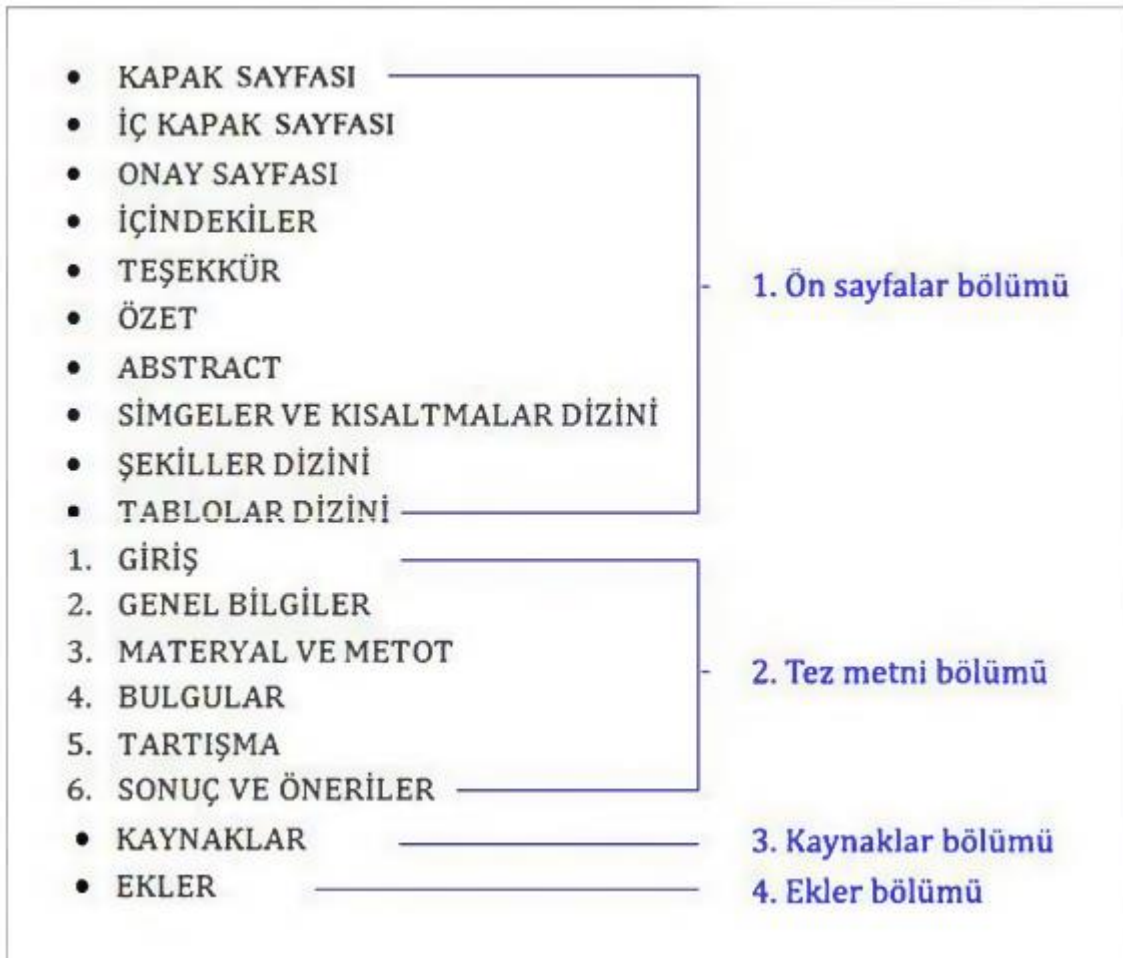 • KAPAK SAYFASI
• İÇ KAPAK SAYFASI
• ONAY SAYFASI
• İÇİNDEKİLER
• TEŞEKKÜR
• ÖZET
• ABSTRACT
• SİMGELER VE KISALTMALAR DİZİNİ
• ŞEKİLLER DİZİNİ
• TABLOLAR DİZİNİ
1. Ön sayfalar bölümü
1. GİRİŞ
2. GENEL BİLGİLER
3. MATERYAL VE METOT
4. BULGULAR
5. TARTIŞMA
6. SONUÇ VE ÖNERİLER
2. Tez metni bölümü
• KAYNAKLAR
3. Kaynaklar bölümü
• EKLER
4. Ekler bölümü